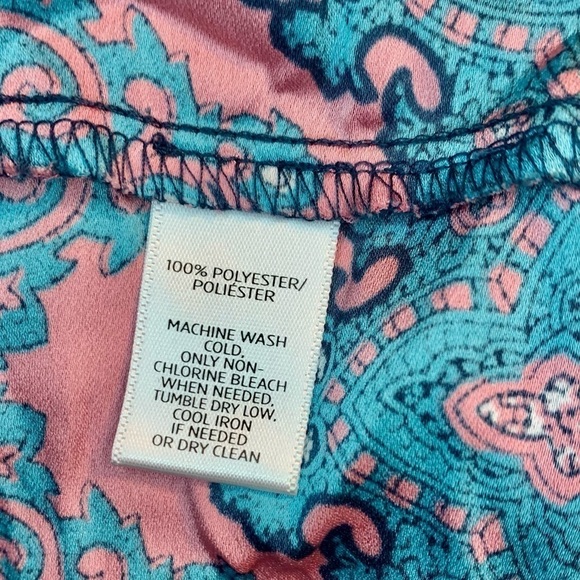 100% POLYESTER/
POLIÉSTER
MACHINE WASH
COLD,
ONLY NON-
CHLORINE BLEACH
WHEN NEEDED,
TUMBLE DRY LOW.
COOL IRON
IF NEEDED
OR DRY CLEAN